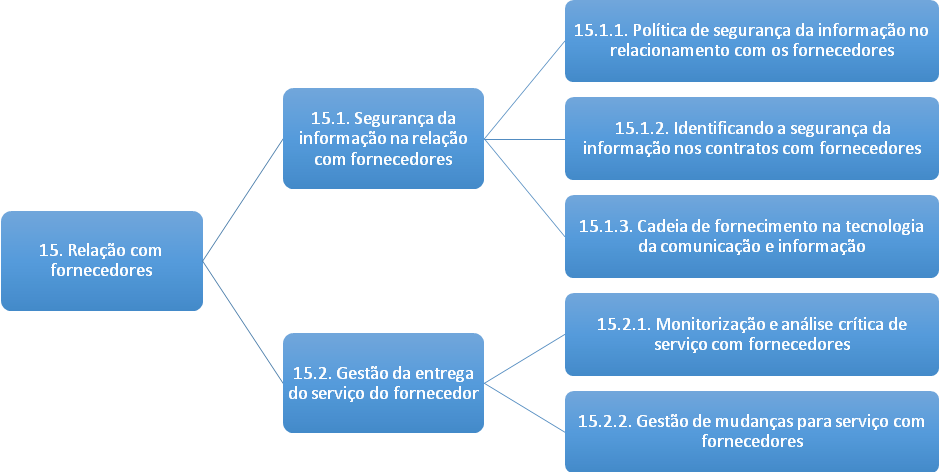 15. Relação com
fornecedores
15.1. Segurança da
informação na relação
com fornecedores
15.1.1. Política de segurança da informação no
relacionamento com os fornecedores
15.1.2. Identificando a segurança da
informação nos contratos com fornecedores
15.1.3. Cadeia de fornecimento na tecnologia
da comunicação e informação
15.2. Gestão da entrega
do serviço do fornecedor
15.2.1. Monitorização e análise crítica de
serviço com fornecedores
15.2.2. Gestão de mudanças para serviço com
fornecedores